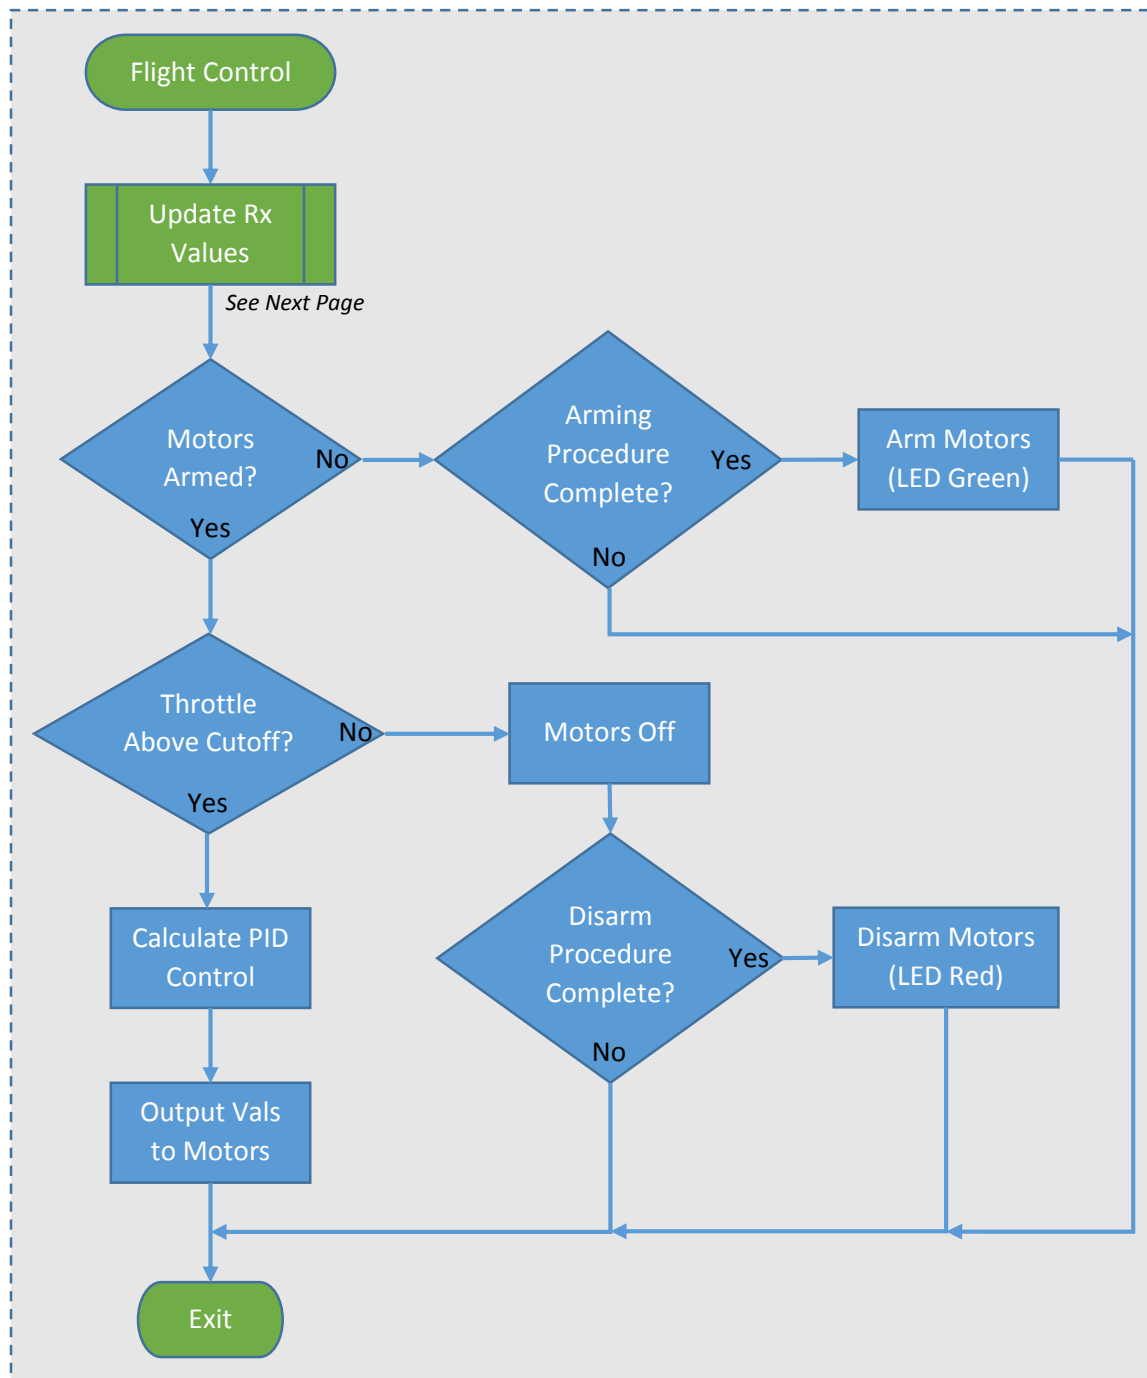 Flight Control
Update Rx
Values
See Next Page
Motors
Armed?
No
Yes
Arming
Procedure
Complete?
Yes
No
Arm Motors
(LED Green)
Throttle
Above Cutoff?
No
Yes
Motors Off
Calculate PID
Control
Disarm
Procedure
Complete?
Yes
No
Disarm Motors
(LED Red)
Output Vals
to Motors
Exit